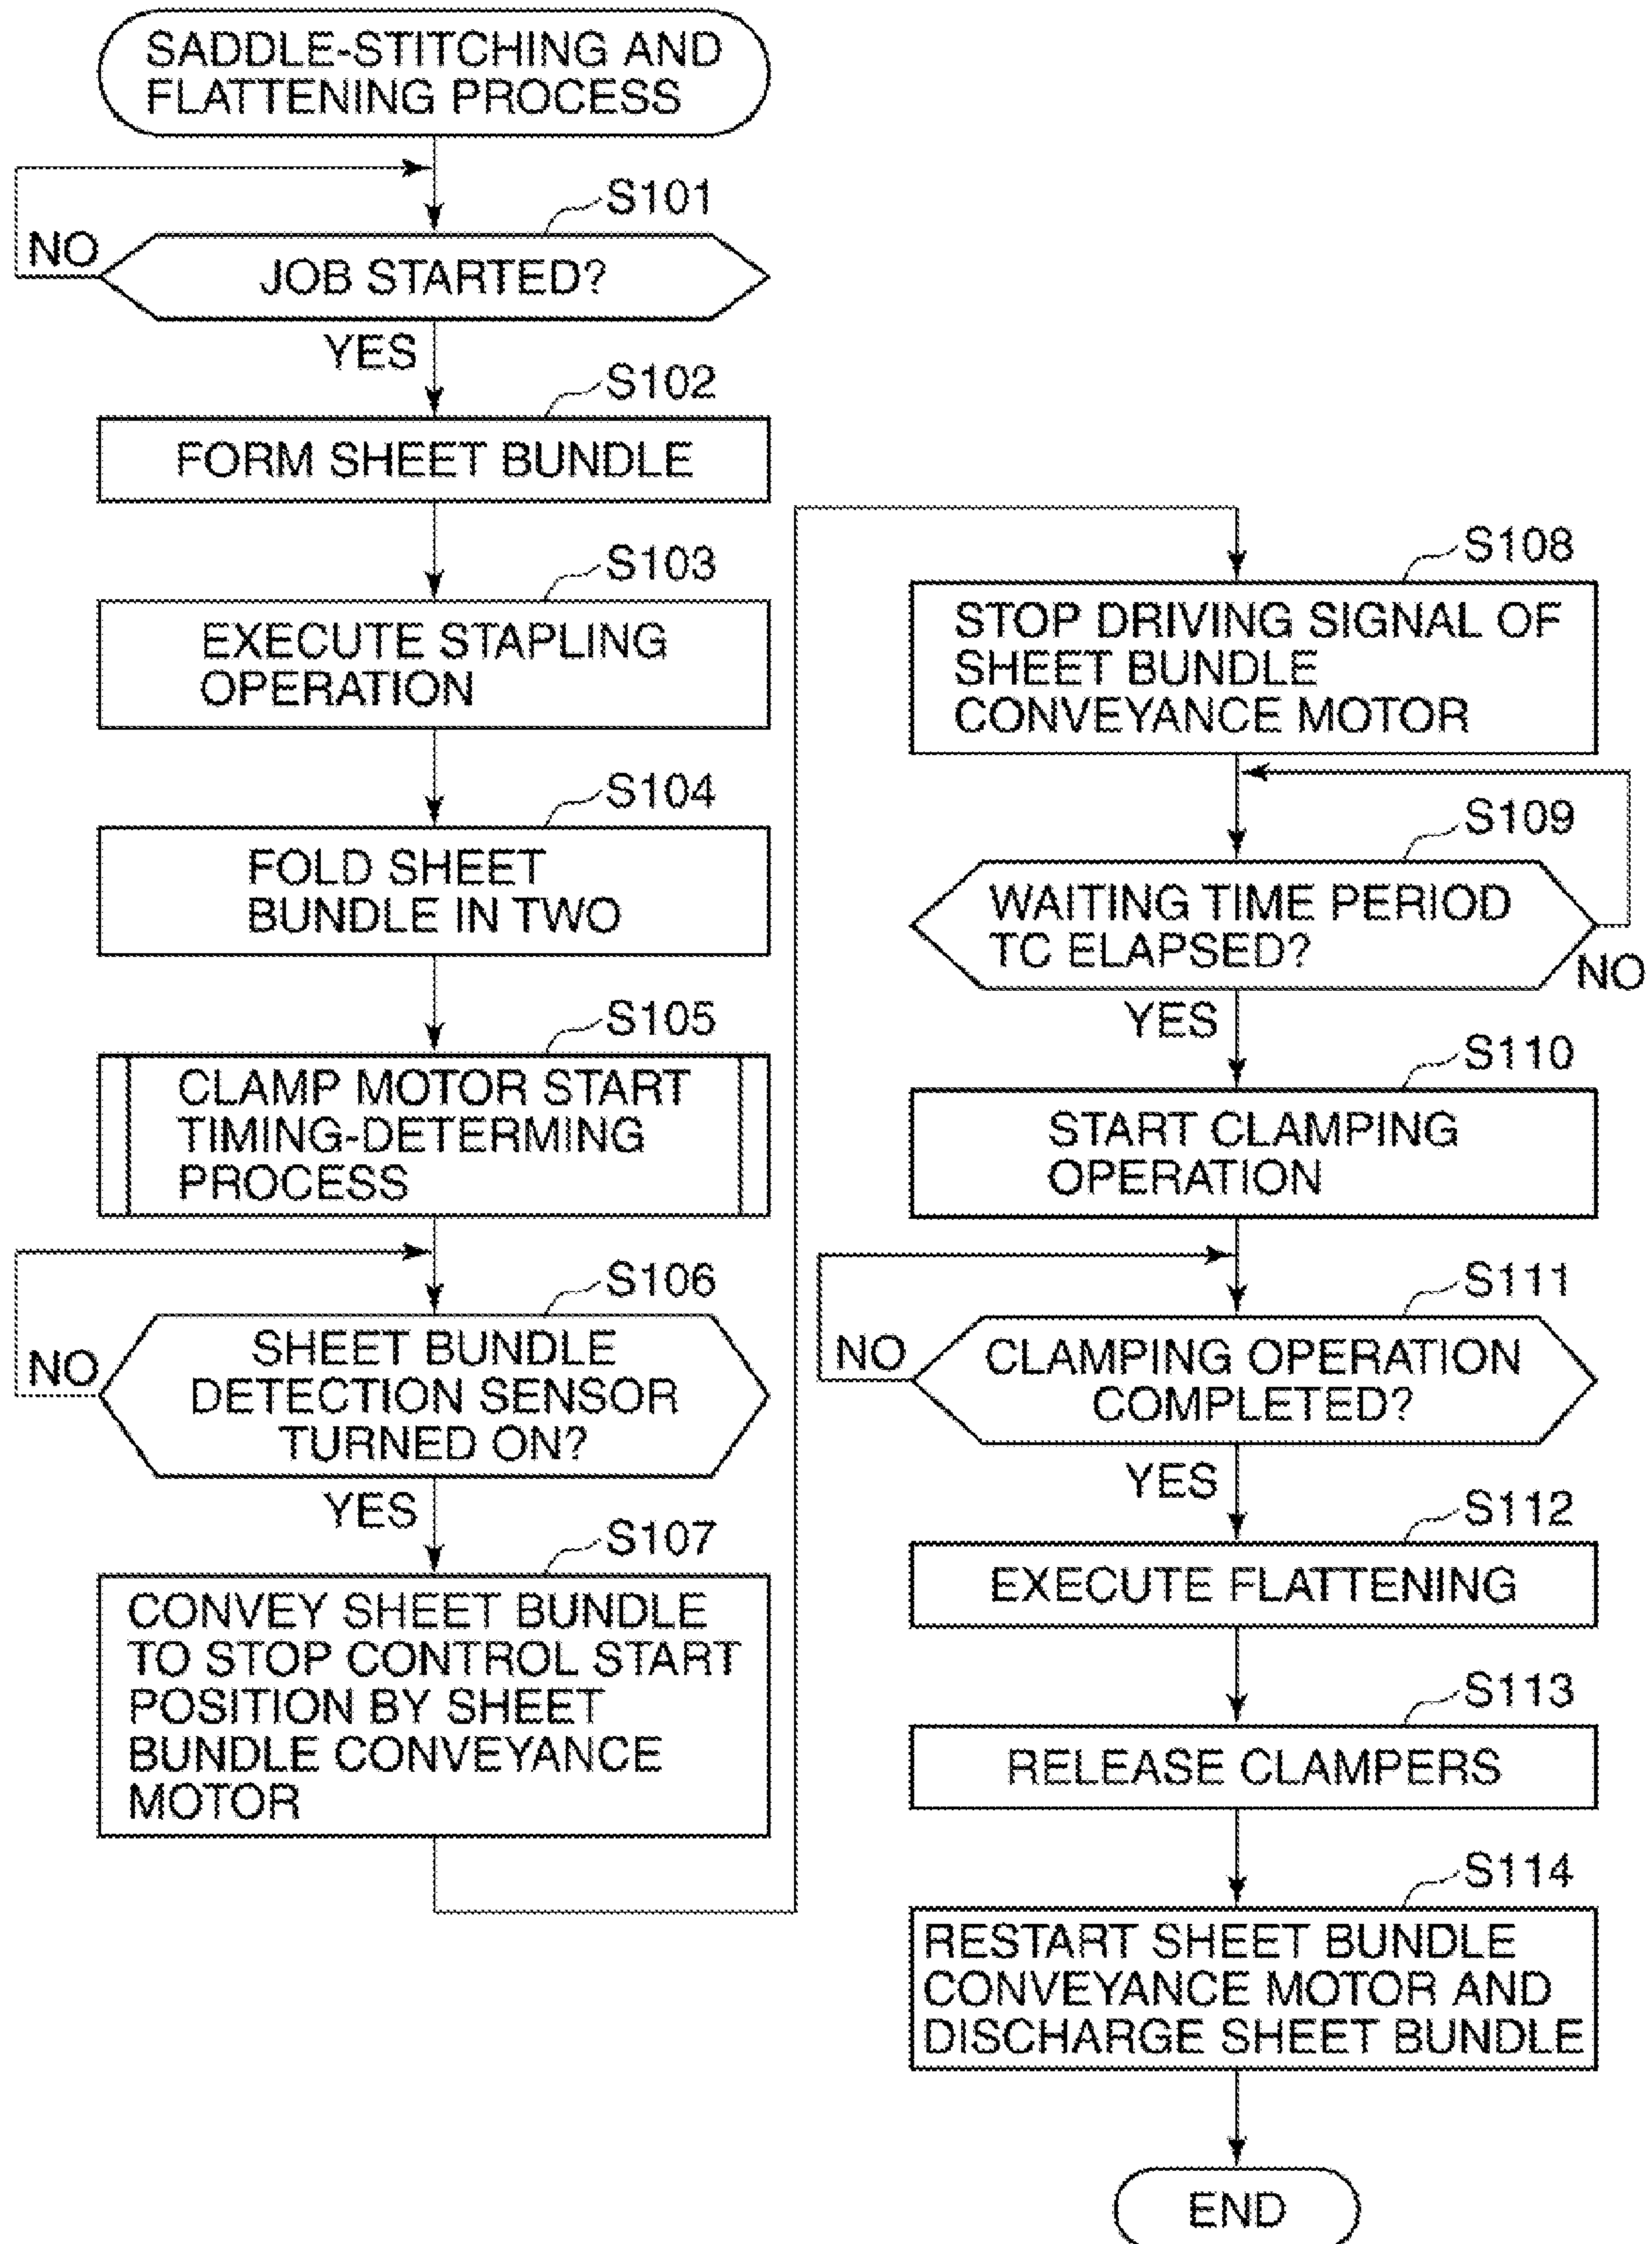 SADDLE-STITCHING AND
FLATTENING PROCESS
S101
NO
JOB STARTED?
YES
S102
FORM SHEET BUNDLE
S103
EXECUTE STAPLING
OPERATION
S104
FOLD SHEET
BUNDLE IN TWO
S105
CLAMP MOTOR START
TIMING-DETERMING
PROCESS
S106
NO
SHEET BUNDLE
DETECTION SENSOR
TURNED ON?
YES
S107
CONVEY SHEET BUNDLE
TO STOP CONTROL START
POSITION BY SHEET
BUNDLE CONVEYANCE
MOTOR
S108
STOP DRIVING SIGNAL OF
SHEET BUNDLE
CONVEYANCE MOTOR
S109
WAITING TIME PERIOD
TC ELAPSED?
NO
YES
S110
START CLAMPING
OPERATION
S111
NO
CLAMPING OPERATION
COMPLETED?
YES
S112
EXECUTE FLATTENING
S113
RELEASE CLAMPERS
S114
RESTART SHEET BUNDLE
CONVEYANCE MOTOR AND
DISCHARGE SHEET BUNDLE
END